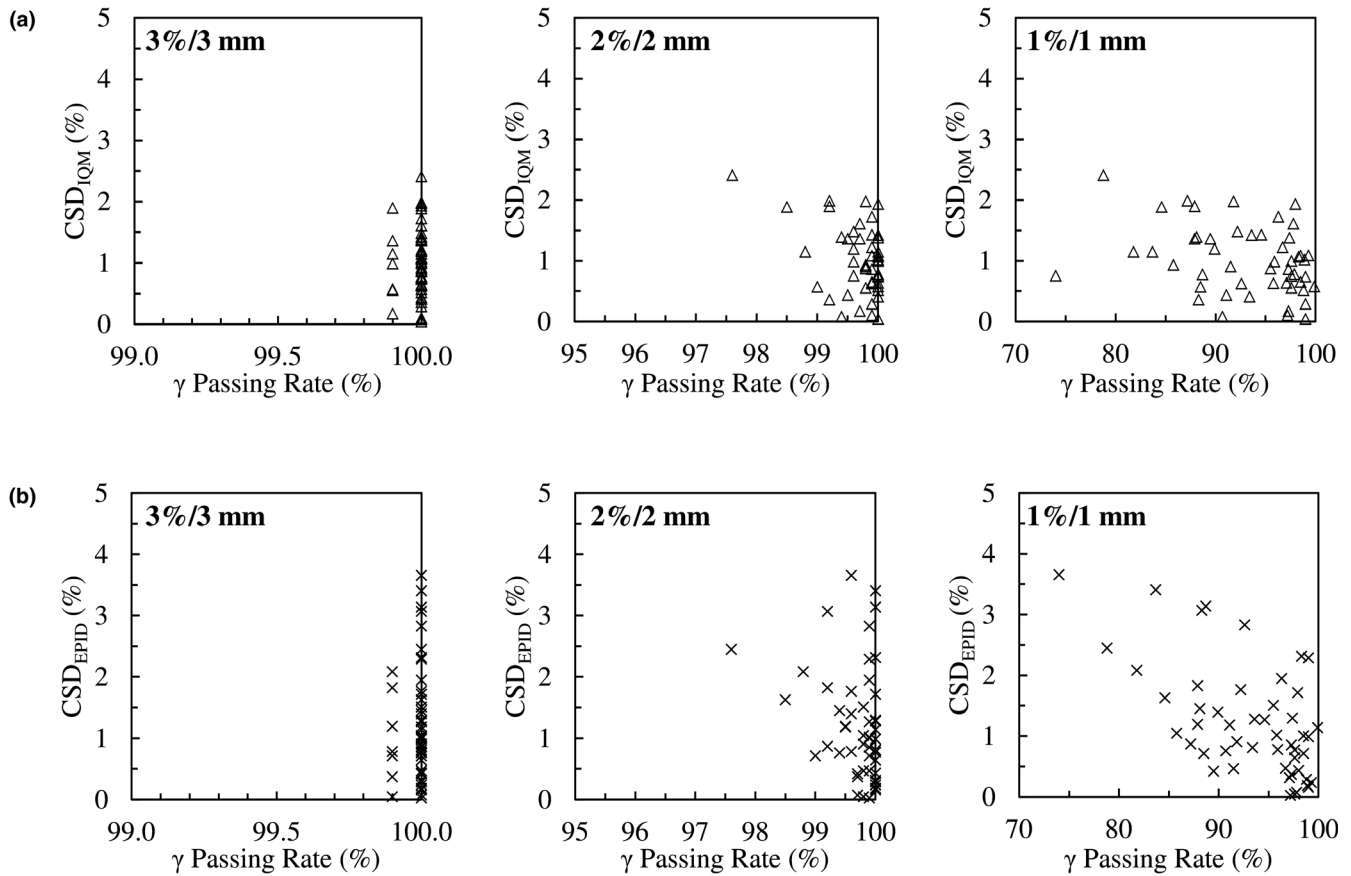 (a)
3%/3 mm
CSD_IQM (%)
5
4
3
2
1
0
99.0 99.5 100.0
γ Passing Rate (%)
2%/2 mm
CSD_IQM (%)
5
4
3
2
1
0
95 96 97 98 99 100
γ Passing Rate (%)
1%/1 mm
CSD_IQM (%)
5
4
3
2
1
0
70 80 90 100
γ Passing Rate (%)
(b)
3%/3 mm
CSD_EPID (%)
5
4
3
2
1
0
99.0 99.5 100.0
γ Passing Rate (%)
2%/2 mm
CSD_EPID (%)
5
4
3
2
1
0
95 96 97 98 99 100
γ Passing Rate (%)
1%/1 mm
CSD_EPID (%)
5
4
3
2
1
0
70 80 90 100
γ Passing Rate (%)